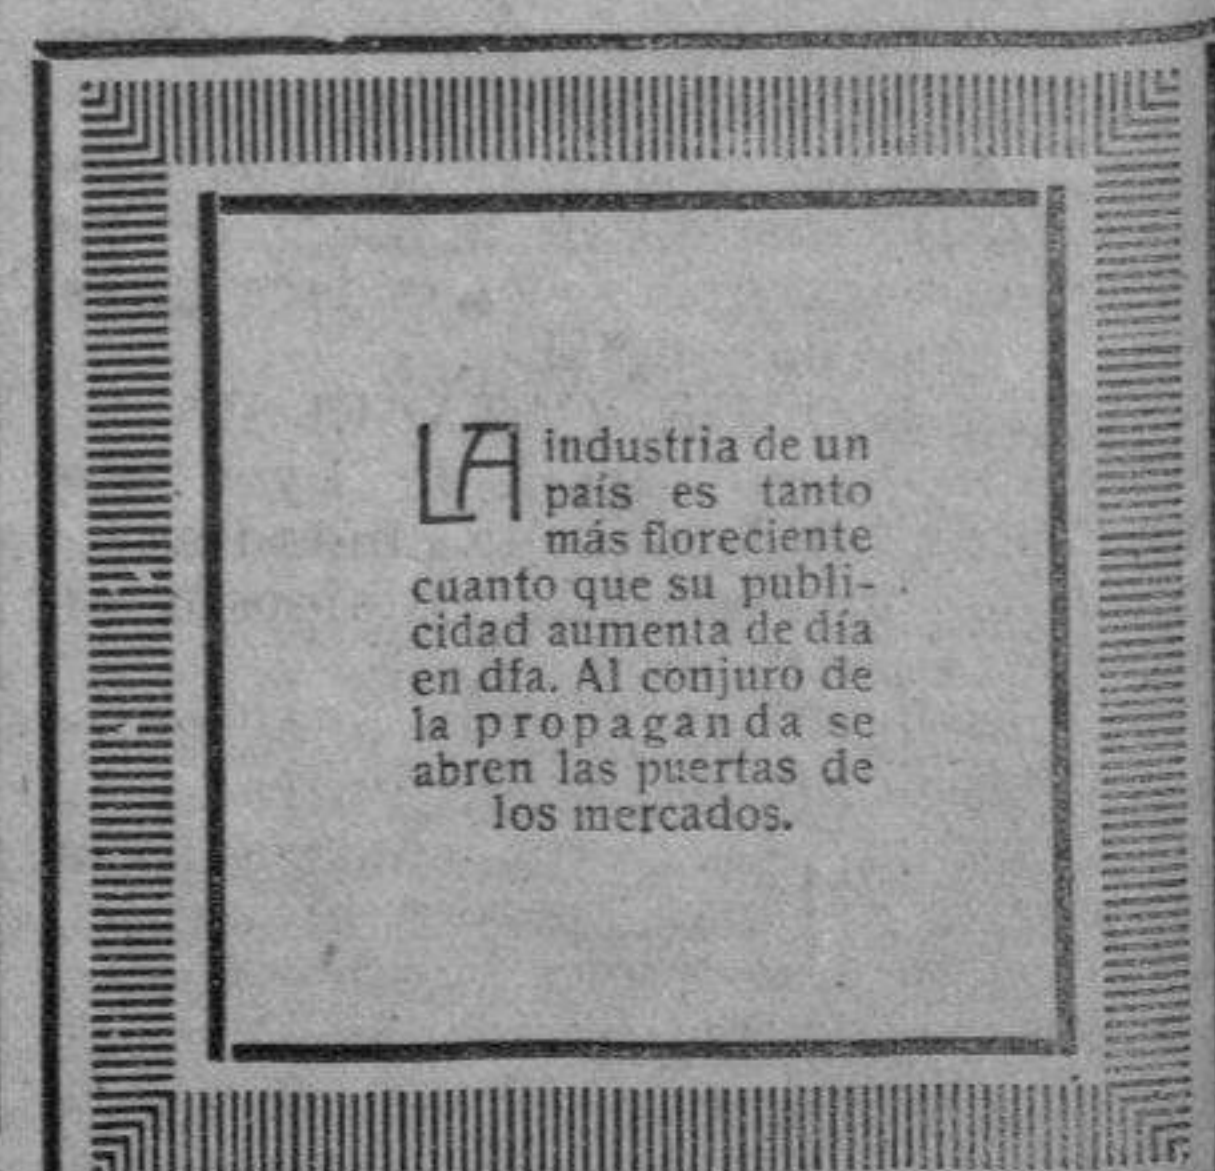 LA industria de un
país es tanto
más floreciente
cuanto que su publi-
cidad aumenta de día
en día. Al conjuro de
la propaganda se
abren las puertas de
los mercados.